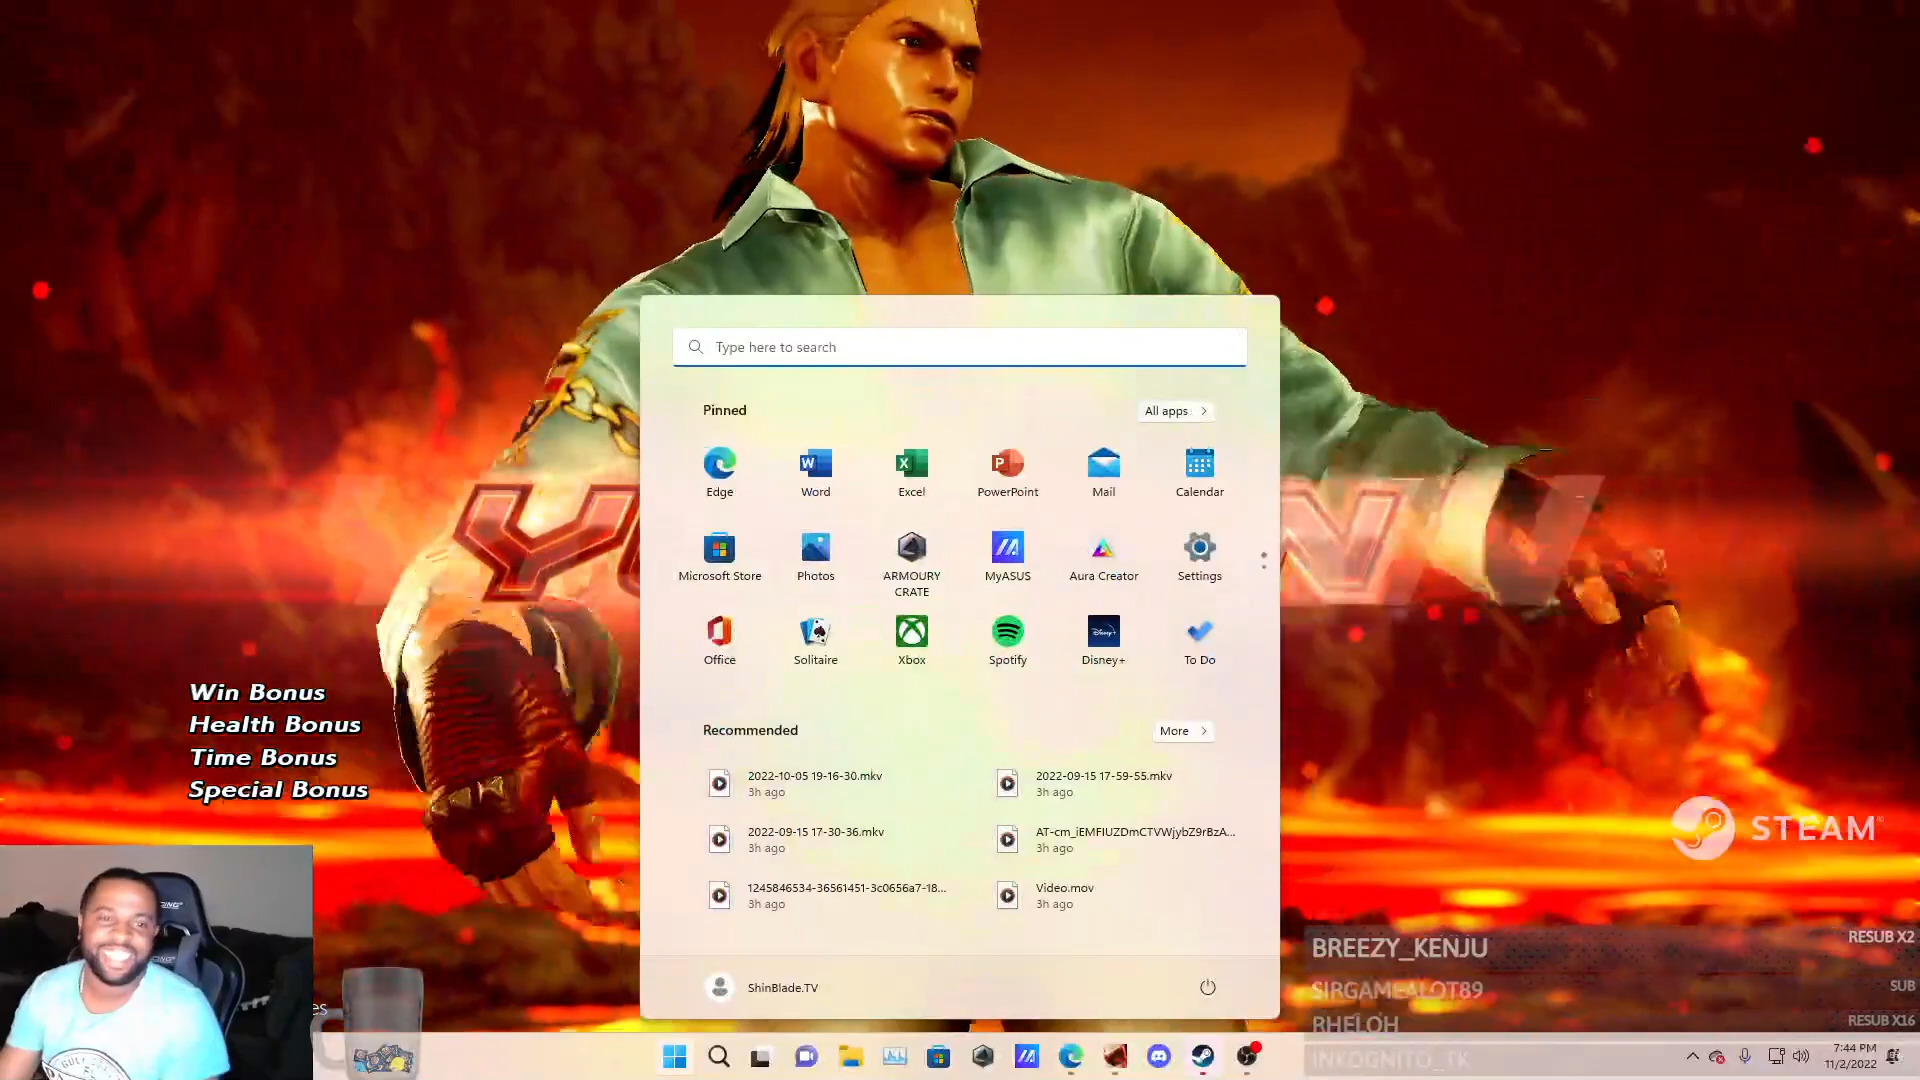 Type here to search
Pinned
All apps
Edge
Word
Excel
PowerPoint
Mail
Calendar
Microsoft Store
Photos
ARMOURY
CRATE
MyASUS
Aura Creator
Settings
Office
Solitaire
Xbox
Spotify
Disney+
To Do
Win Bonus
Health Bonus
Time Bonus
Special Bonus
Recommended
More
2022-10-05 19-16-30.mkv
3h ago
2022-09-15 17-59-55.mkv
3h ago
2022-09-15 17-30-36.mkv
3h ago
AT-cm_iEMFIUZDmCTVWjybZ9rBzA...
3h ago
1245846534-36561451-3c0656a7-18...
3h ago
Video.mov
3h ago
STEAM
ShinBlade.TV
BREEZY_KENJU
RESUB X2
SIRGAMEALOT89
SUB
RHELOH
RESUB X16
INKOGNITO_TK
7:44 PM
11/2/2022